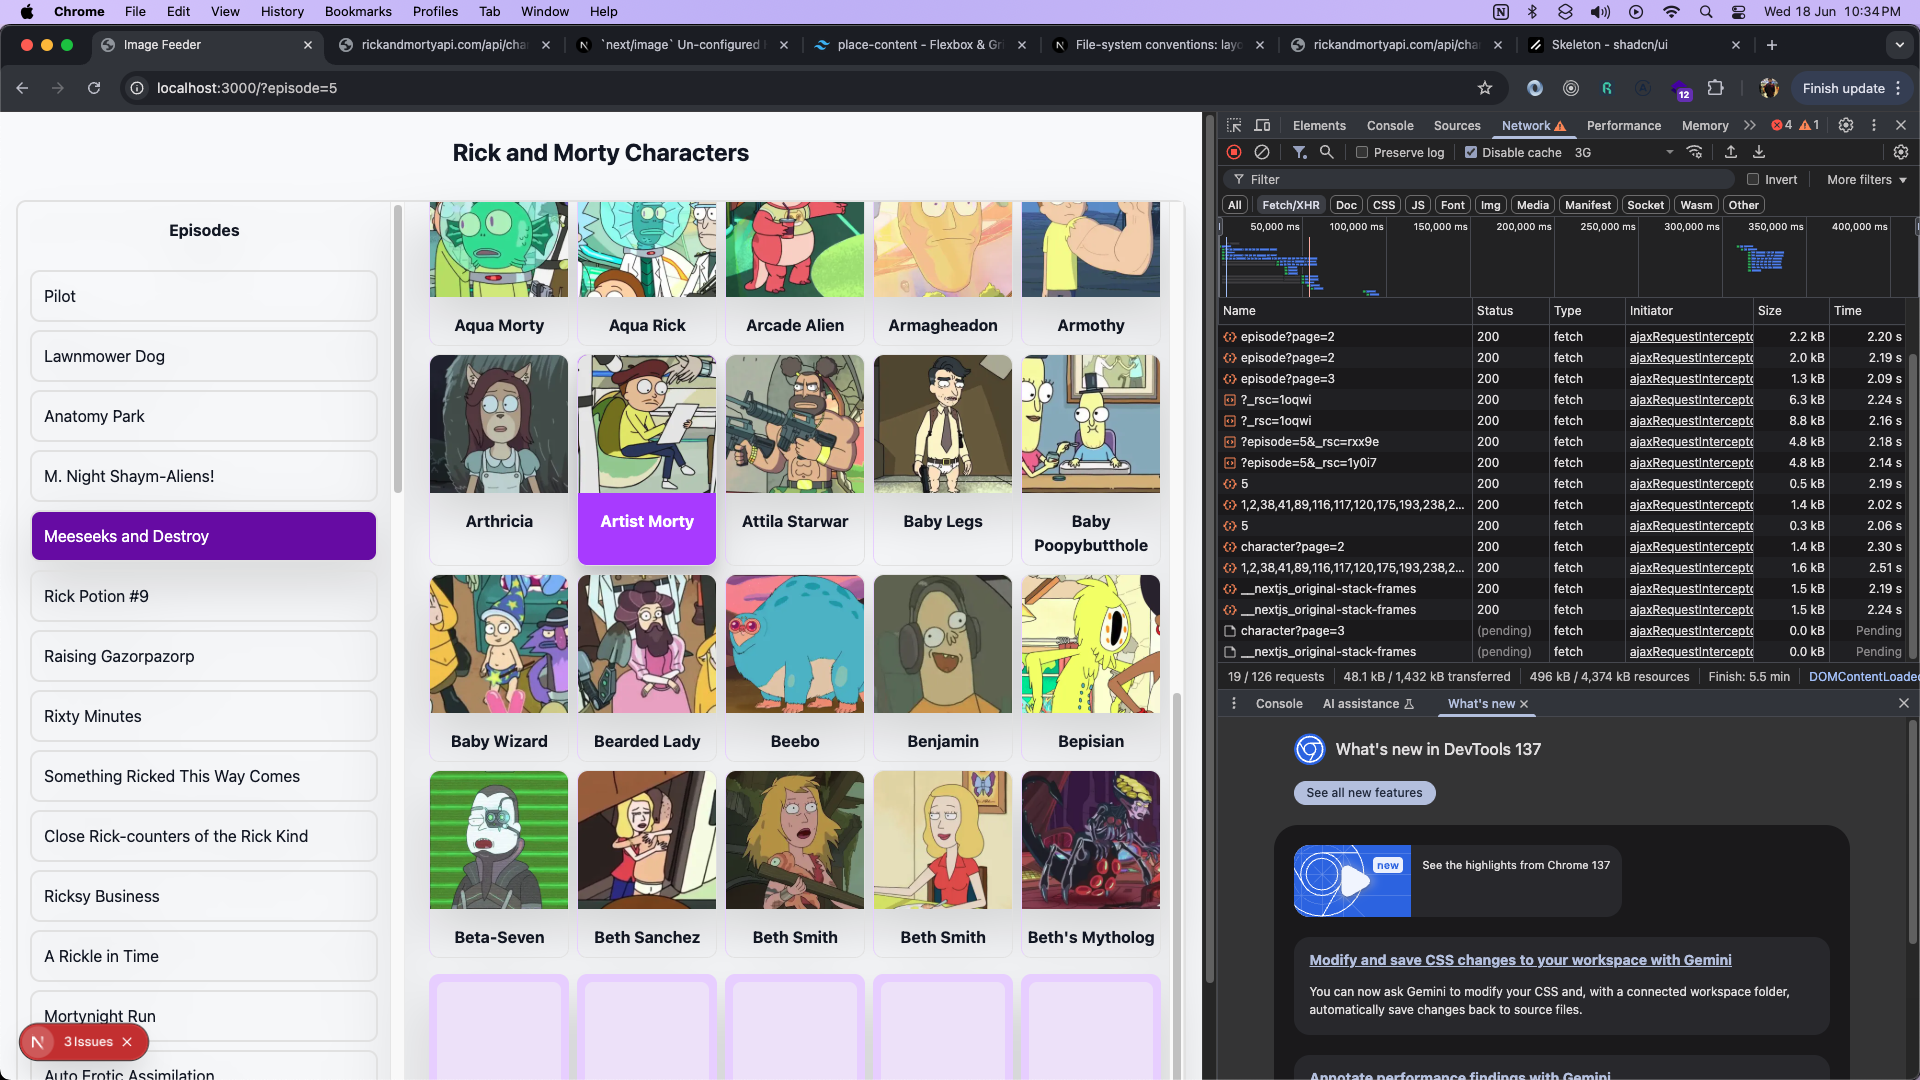 Chrome File Edit View History Bookmarks Profiles Tab Window Help Wed 18 Jun 10:34 PM
Image Feeder rickandmortyapi.com/api/cha `next/image` Un-configured place-content - Flexbox & Gri File-system conventions: layo rickandmortyapi.com/api/cha Skeleton - shadcn/ui
localhost:3000/?episode=5 12 Finish update
Rick and Morty Characters
Episodes
Pilot
Lawnmower Dog
Anatomy Park
M. Night Shaym-Aliens!
Meeseeks and Destroy
Rick Potion #9
Raising Gazorpazorp
Rixty Minutes
Something Ricked This Way Comes
Close Rick-counters of the Rick Kind
Ricksy Business
A Rickle in Time
Mortynight Run
Auto Erotic Assimilation
N 3 Issues
Aqua Morty Aqua Rick Arcade Alien Armagheadon Armothy
Arthricia Artist Morty Attila Starwar Baby Legs Baby
Poopybutthole
Baby Wizard Bearded Lady Beebo Benjamin Bepisian
Beta-Seven Beth Sanchez Beth Smith Beth Smith Beth's Mytholog
Elements Console Sources Network Performance Memory 4 1
Preserve log Disable cache 3G
Filter Invert More filters
All Fetch/XHR Doc CSS JS Font Img Media Manifest Socket Wasm Other
50,000 ms 100,000 ms 150,000 ms 200,000 ms 250,000 ms 300,000 ms 350,000 ms 400,000 ms
Name Status Type Initiator Size Time
episode?page=2 200 fetch ajaxRequestIntercepto 2.2 kB 2.20 s
episode?page=2 200 fetch ajaxRequestIntercepto 2.0 kB 2.19 s
episode?page=3 200 fetch ajaxRequestIntercepto 1.3 kB 2.09 s
?_rsc=1oqwi 200 fetch ajaxRequestIntercepto 6.3 kB 2.24 s
?_rsc=1oqwi 200 fetch ajaxRequestIntercepto 8.8 kB 2.16 s
?episode=5&_rsc=rxx9e 200 fetch ajaxRequestIntercepto 4.8 kB 2.18 s
?episode=5&_rsc=1y0i7 200 fetch ajaxRequestIntercepto 4.8 kB 2.14 s
5 200 fetch ajaxRequestIntercepto 0.5 kB 2.19 s
1,2,38,41,89,116,117,120,175,193,238,2... 200 fetch ajaxRequestIntercepto 1.4 kB 2.02 s
5 200 fetch ajaxRequestIntercepto 0.3 kB 2.06 s
character?page=2 200 fetch ajaxRequestIntercepto 1.4 kB 2.30 s
1,2,38,41,89,116,117,120,175,193,238,2... 200 fetch ajaxRequestIntercepto 1.6 kB 2.51 s
__nextjs_original-stack-frames 200 fetch ajaxRequestIntercepto 1.5 kB 2.19 s
__nextjs_original-stack-frames 200 fetch ajaxRequestIntercepto 1.5 kB 2.24 s
character?page=3 (pending) fetch ajaxRequestIntercepto 0.0 kB Pending
__nextjs_original-stack-frames (pending) fetch ajaxRequestIntercepto 0.0 kB Pending
19 / 126 requests 48.1 kB / 1,432 kB transferred 496 kB / 4,374 kB resources Finish: 5.5 min DOMContentLoaded
Console AI assistance What's new
What's new in DevTools 137
See all new features
new See the highlights from Chrome 137
Modify and save CSS changes to your workspace with Gemini
You can now ask Gemini to modify your CSS and, with a connected workspace folder,
automatically save changes back to source files.
Annotate performance findings with Gemini